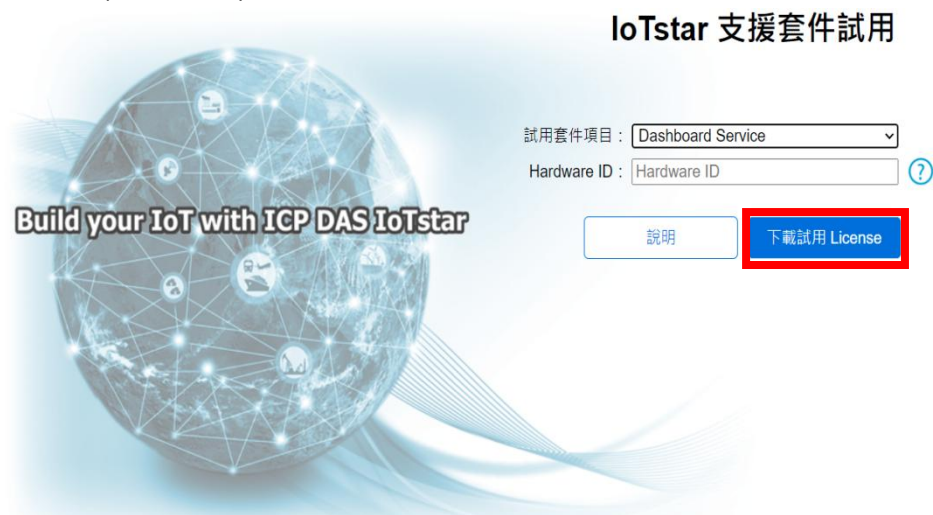 IoTstar 支援套件試用
試用套件項目： Dashboard Service
Hardware ID： Hardware ID ?
Build your IoT with ICP DAS IoTstar
說明 下載試用 License